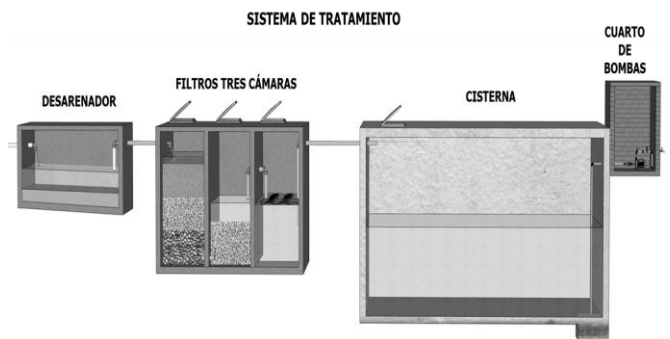 SISTEMA DE TRATAMIENTO
CUARTO
DE
BOMBAS
FILTROS TRES CÁMARAS
DESARENADOR
CISTERNA